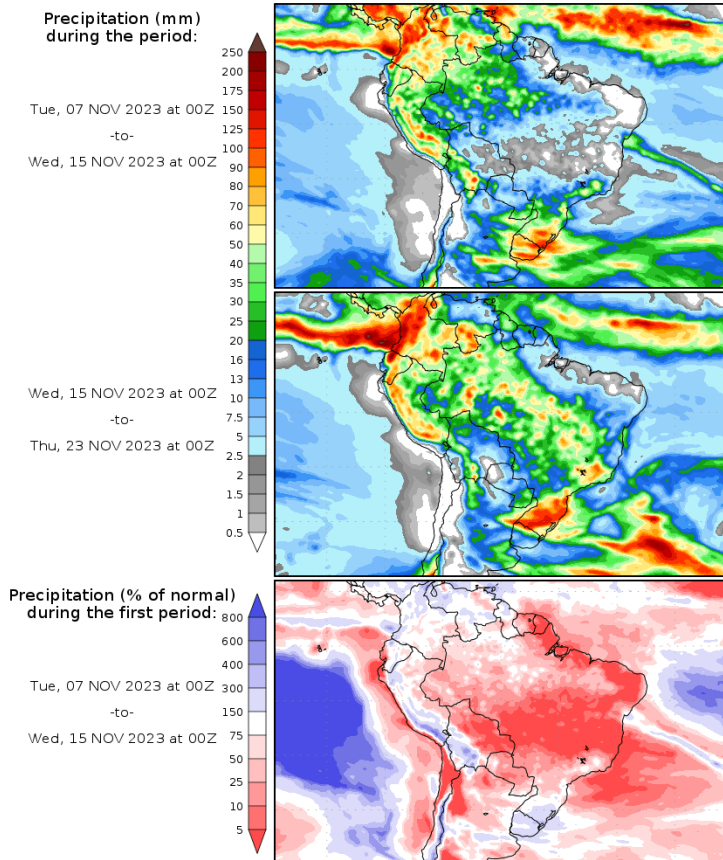 Precipitation (mm)
during the period:
Tue, 07 NOV 2023 at 00Z
-to-
Wed, 15 NOV 2023 at 00Z
250
200
175
150
125
100
90
80
70
60
50
40
35
30
25
20
16
13
10
7.5
5
2.5
2
1.5
1
0.5
Wed, 15 NOV 2023 at 00Z
-to-
Thu, 23 NOV 2023 at 00Z
Precipitation (% of normal)
during the first period:
Tue, 07 NOV 2023 at 00Z
-to-
Wed, 15 NOV 2023 at 00Z
800
600
400
300
150
75
50
25
10
5